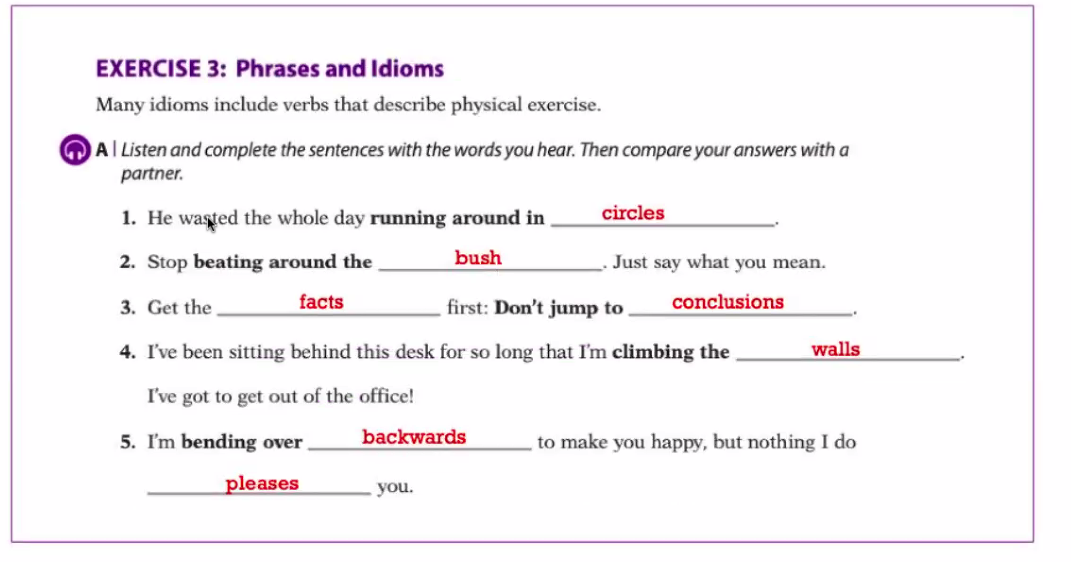 EXERCISE 3: Phrases and Idioms
Many idioms include verbs that describe physical exercise.
A | Listen and complete the sentences with the words you hear. Then compare your answers with a
partner.
1. He wasted the whole day running around in circles.
2. Stop beating around the bush. Just say what you mean.
3. Get the facts first: Don't jump to conclusions.
4. I've been sitting behind this desk for so long that I'm climbing the walls.
I've got to get out of the office!
5. I'm bending over backwards to make you happy, but nothing I do
pleases you.